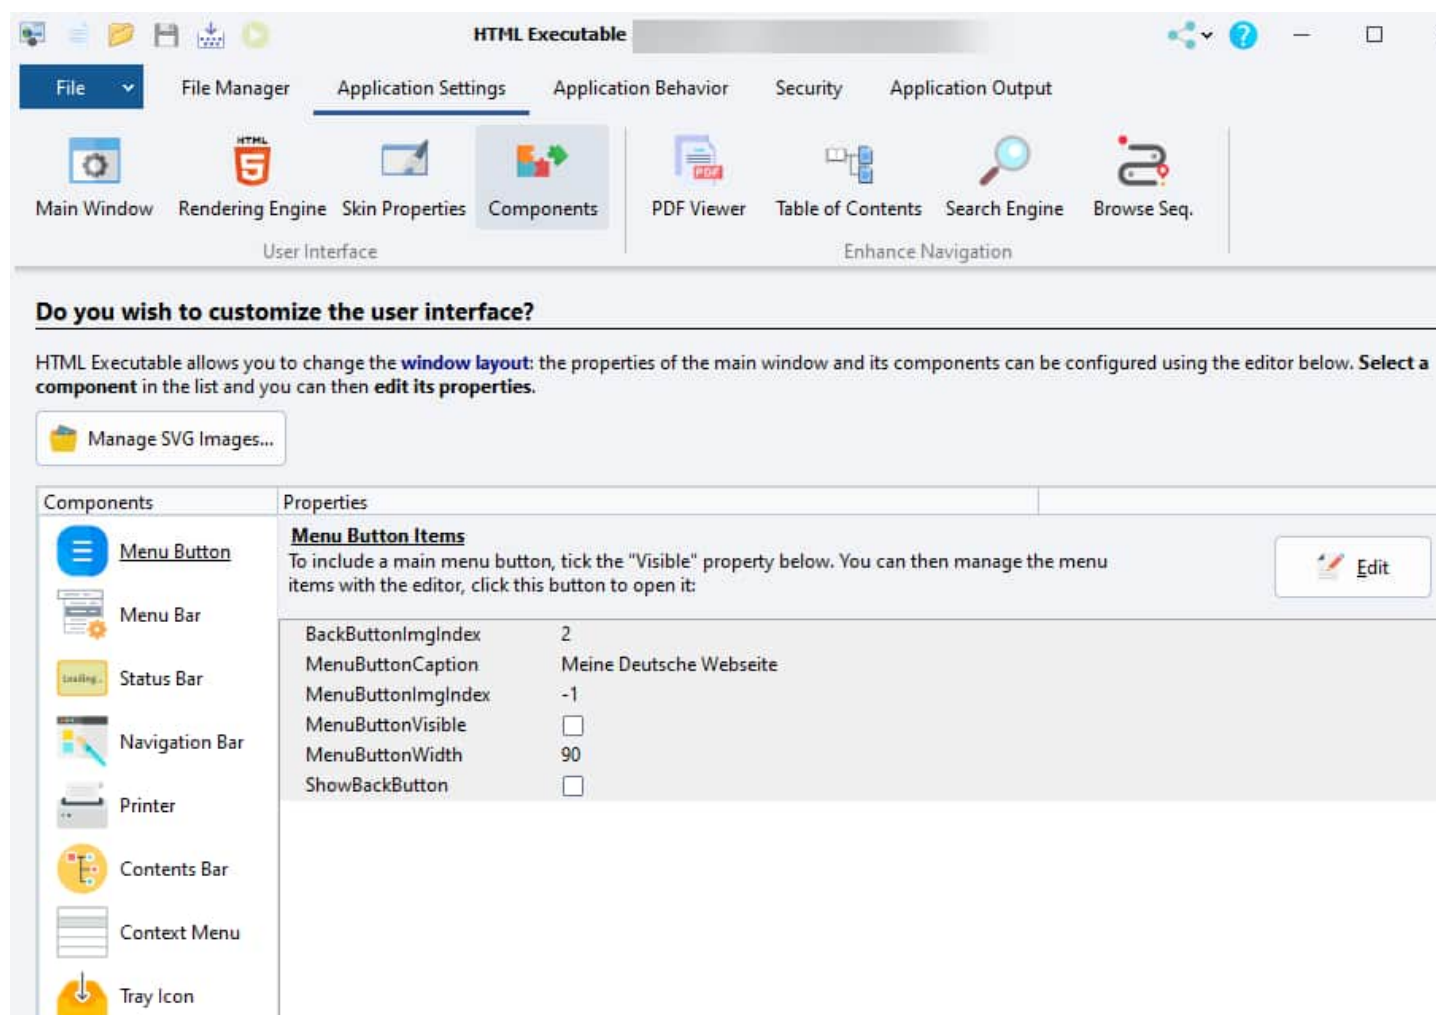 HTML Executable
File
File Manager
Application Settings
Application Behavior
Security
Application Output
HTML
5
PDF
Main Window
Rendering Engine
Skin Properties
Components
PDF Viewer
Table of Contents
Search Engine
Browse Seq.
User Interface
Enhance Navigation
Do you wish to customize the user interface?
HTML Executable allows you to change the window layout: the properties of the main window and its components can be configured using the editor below. Select a
component in the list and you can then edit its properties.
Manage SVG Images...
Components
Properties
Menu Button
Menu Bar
Loading..
Status Bar
Navigation Bar
Printer
Contents Bar
Context Menu
Tray Icon
Menu Button Items
To include a main menu button, tick the "Visible" property below. You can then manage the menu
items with the editor, click this button to open it:
Edit
BackButtonImgIndex 2
MenuButtonCaption Meine Deutsche Webseite
MenuButtonImgIndex -1
MenuButtonVisible
MenuButtonWidth 90
ShowBackButton